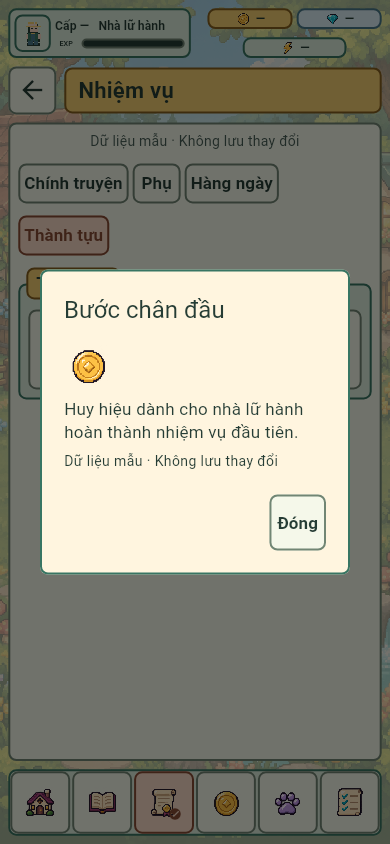 Cấp — Nhà lữ hành
—
—
EXP
—
Nhiệm vụ
Dữ liệu mẫu · Không lưu thay đổi
Chính truyện
Phụ
Hàng ngày
Thành tựu
Bước chân đầu
Huy hiệu dành cho nhà lữ hành
hoàn thành nhiệm vụ đầu tiên.
Dữ liệu mẫu · Không lưu thay đổi
Đóng